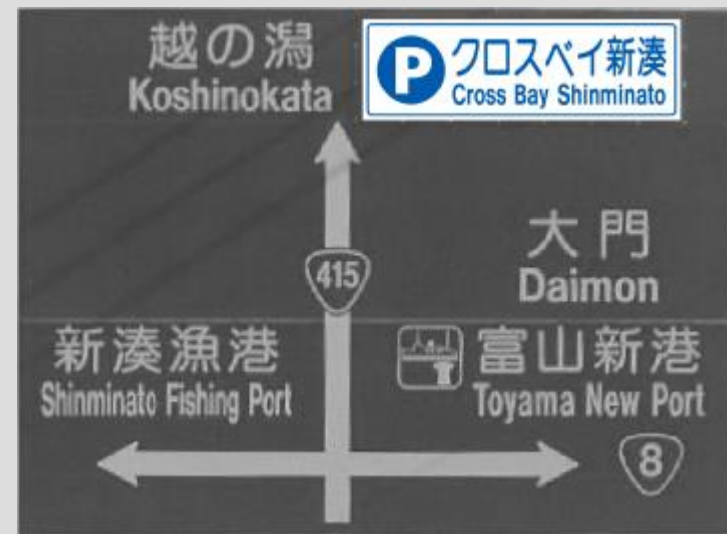 越の潟
Koshinokata
P クロスベイ新湊
Cross Bay Shinminato
415
大門
Daimon
新湊漁港
Shinminato Fishing Port
富山新港
Toyama New Port
8